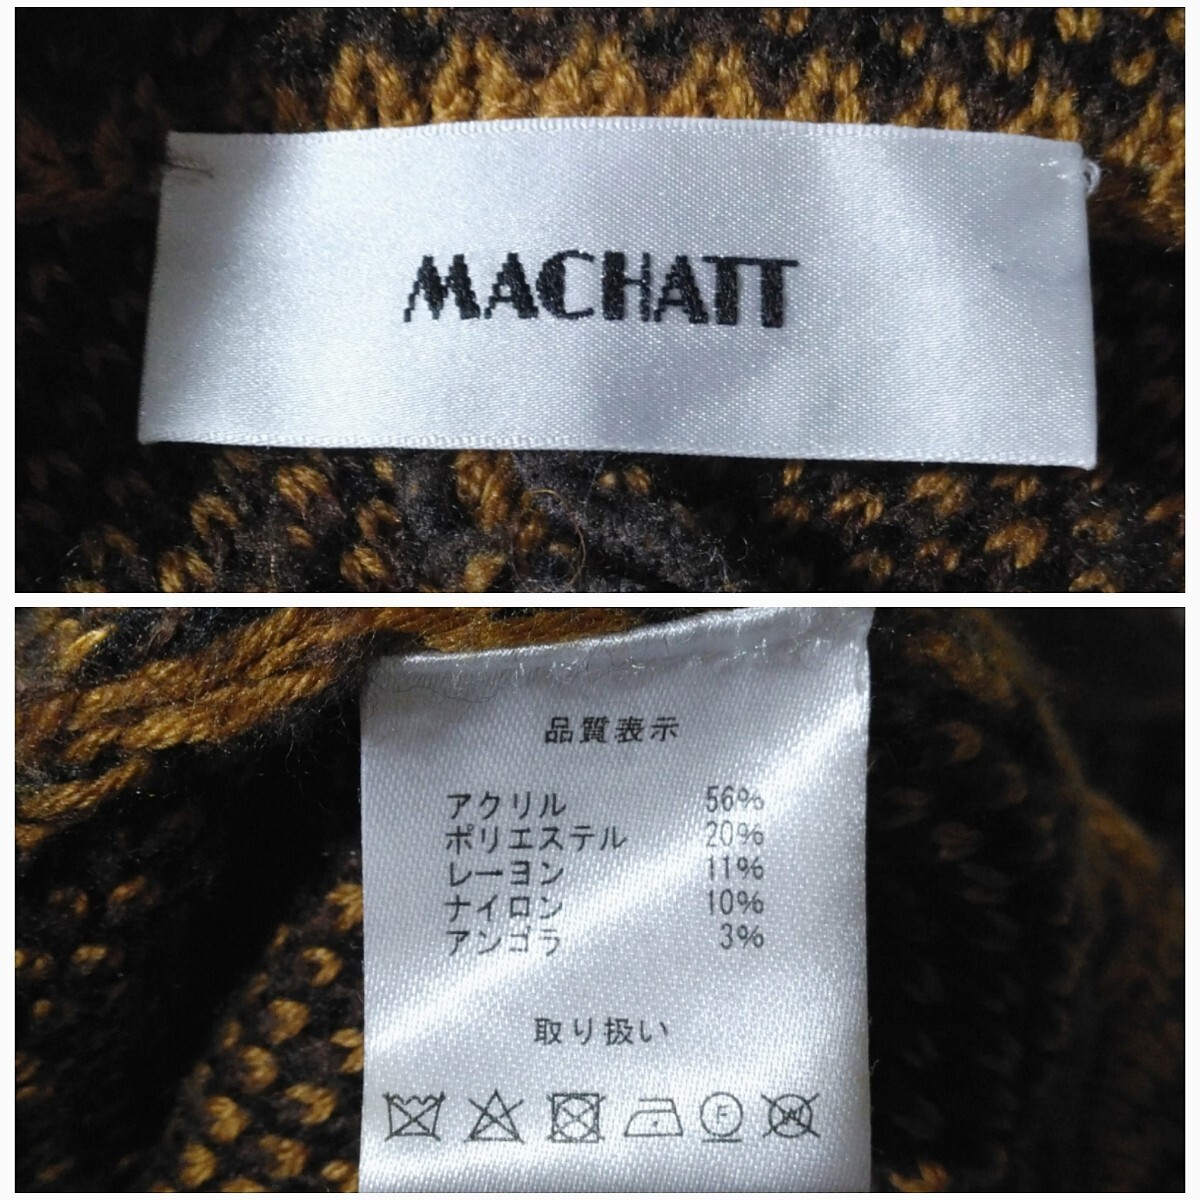 MACHATT
品質表示
アクリル 56%
ポリエステル 20%
レーヨン 11%
ナイロン 10%
アンゴラ 3%
取り扱い
F W